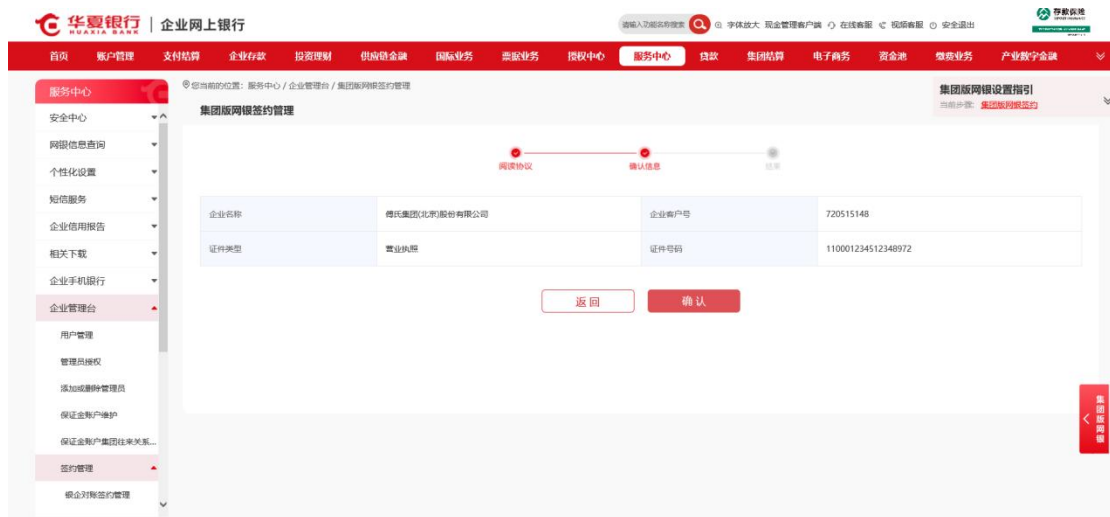 华夏银行 企业网上银行 请输入功能名称搜索 字体放大 现金管理客户端 在线客服 视频客服 安全退出 存款保险
HUAXIA BANK
首页 账户管理 支付结算 企业存款 投资理财 供应链金融 国际业务 票据业务 授权中心 服务中心 贷款 集团结算 电子商务 资金池 缴费业务 产业数字金融
服务中心
您当前的位置：服务中心 / 企业管理台 / 集团版网银签约管理
集团版网银设置指引
当前步骤：集团版网银签约
集团版网银签约管理
安全中心
网银信息查询
个性化设置
短信服务
企业信用报告
相关下载
企业手机银行
企业管理台
用户管理
管理员授权
添加或删除管理员
保证金账户维护
保证金账户集团往来关系...
签约管理
银企对账签约管理
阅读协议 确认信息 结果
企业名称 傅氏集团(北京)股份有限公司 企业客户号 720515148
证件类型 营业执照 证件号码 110001234512348972
返回 确认
集团版网银